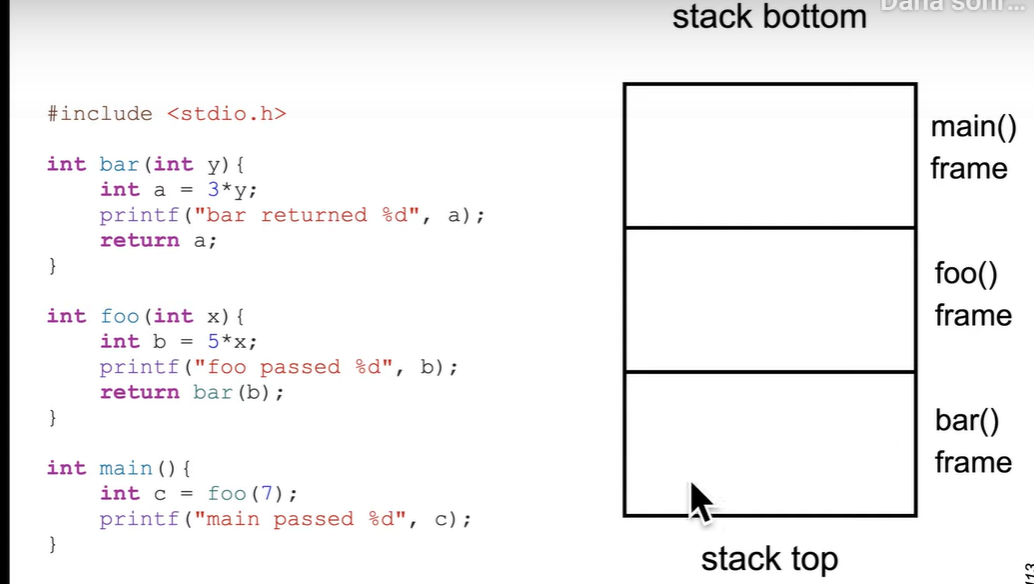 stack bottom
Daha sonr...
#include <stdio.h>
int bar(int y){
    int a = 3*y;
    printf("bar returned %d", a);
    return a;
}
int foo(int x){
    int b = 5*x;
    printf("foo passed %d", b);
    return bar(b);
}
int main(){
    int c = foo(7);
    printf("main passed %d", c);
}
main()
frame
foo()
frame
bar()
frame
stack top